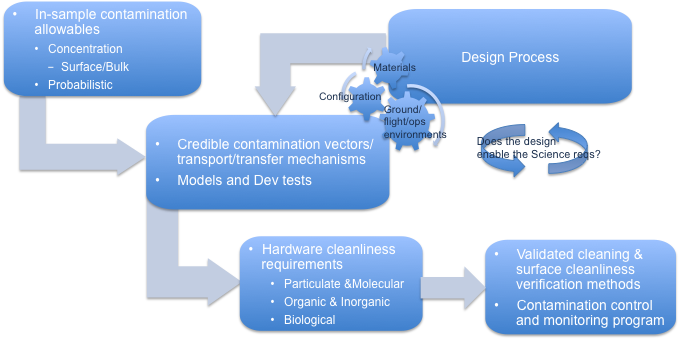 • In-sample contamination
allowables
• Concentration
– Surface/Bulk
• Probabilistic
Design Process
Materials
Configuration
Ground/
flight/ops
environments
• Credible contamination vectors/
transport/transfer mechanisms
• Models and Dev tests
Does the design
enable the Science reqs?
• Hardware cleanliness
requirements
• Particulate &Molecular
• Organic & Inorganic
• Biological
• Validated cleaning &
surface cleanliness
verification methods
• Contamination control
and monitoring program